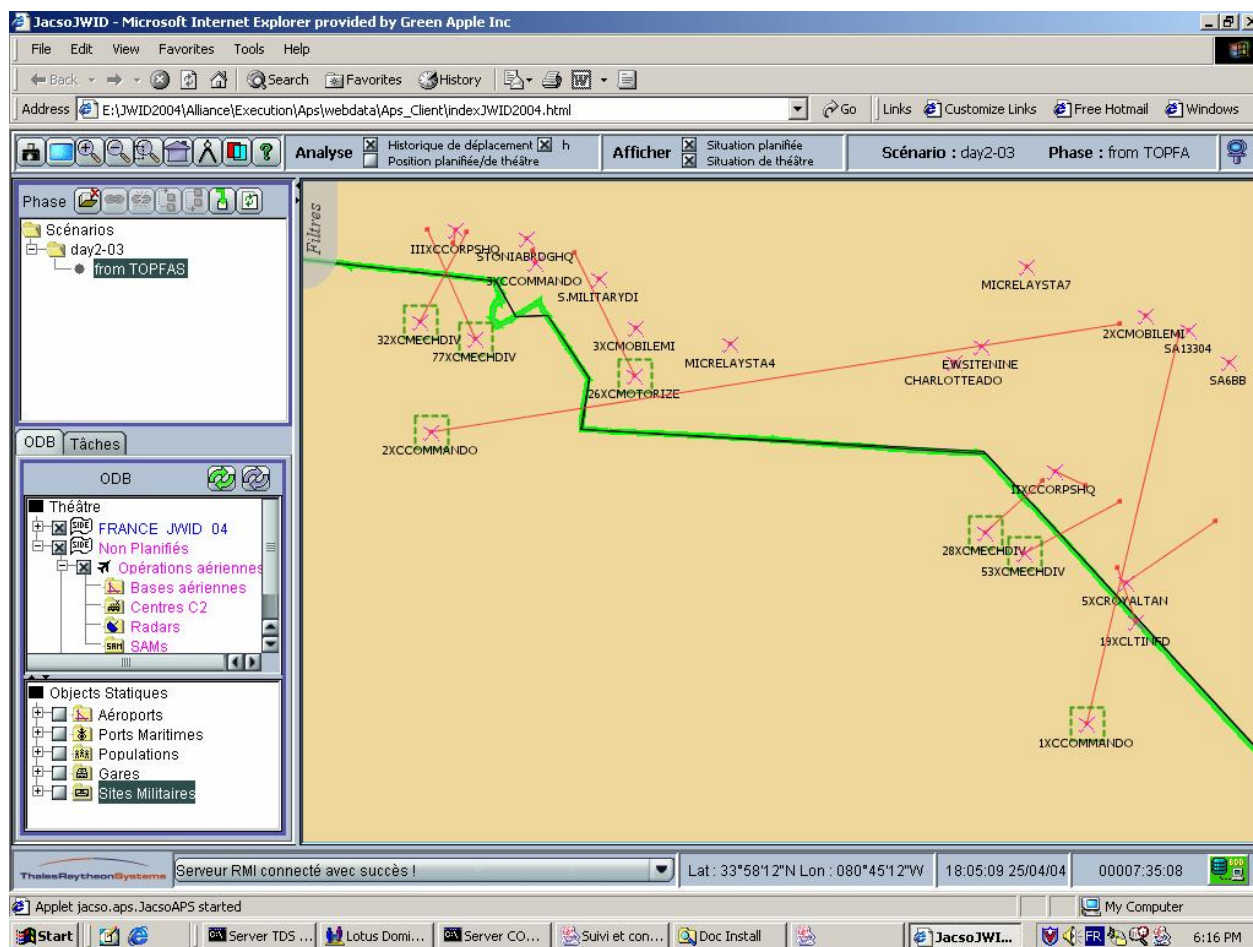 JacsoJWID - Microsoft Internet Explorer provided by Green Apple Inc
File Edit View Favorites Tools Help
Back Search Favorites History
Address E:\JWID2004\Alliance\Execution\Aps\webdata\Aps_Client\indexJWID2004.html Go Links Customize Links Free Hotmail Windows
Analyse Historique de déplacement h Afficher Situation planifiée Scénario : day2-03 Phase : from TOPFA
Position planifiée/de théâtre Situation de théâtre
Phase
Scénarios
day2-03
from TOPFAS
Filtres
IIIXCCORPSHQ
STONIABRDGHQ
3XCCOMMANDO
S.MILITARYDI
MICRELAYSTA7
32XCMECHDIV
77XCMECHDIV
3XCMOBILEMI
2XCMOBILEMI
SA13304
MICRELAYSTA4
EWSITENINE
CHARLOTTEADO
SA6BB
26XCMOTORIZE
2XCCOMMANDO
IIXCCORPSHQ
28XCMECHDIV
53XCMECHDIV
5XCROYALTAN
19XCLTINFD
1XCCOMMANDO
ODB Tâches
ODB
Théâtre
SIDE FRANCE JWID 04
SIDE Non Planifiés
Opérations aériennes
Bases aériennes
Centres C2
Radars
SAM SAMs
Objects Statiques
Aéroports
Ports Maritimes
Populations
Gares
Sites Militaires
ThalesRaytheonSystems Serveur RMI connecté avec succès ! Lat : 33°58'12"N Lon : 080°45'12"W 18:05:09 25/04/04 00007:35:08 BDD
Applet jacso.aps.JacsoAPS started My Computer
Start Server TDS ... Lotus Domi... Server CO... Suivi et con... Doc Install JacsoJWI... FR 6:16 PM